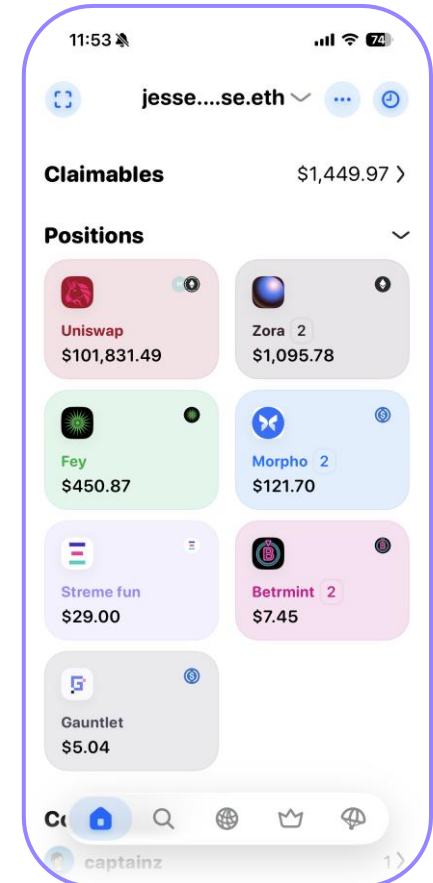 11:53
74
jesse....se.eth
Claimables $1,449.97
Positions
Uniswap
$101,831.49
Zora 2
$1,095.78
Fey
$450.87
Morpho 2
$121.70
Streme fun
$29.00
Betrmint 2
$7.45
Gauntlet
$5.04
captainz 1